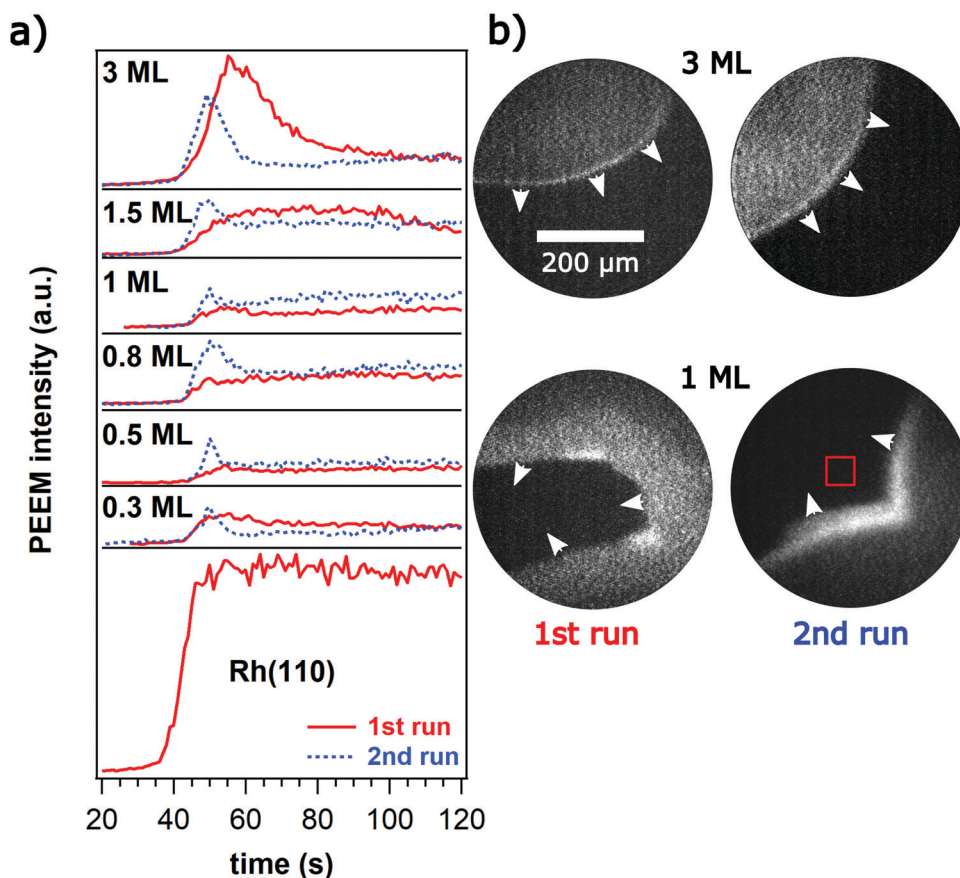 a)
PEEM intensity (a.u.)
3 ML
1.5 ML
1 ML
0.8 ML
0.5 ML
0.3 ML
Rh(110)
1st run
2nd run
20 40 60 80 100 120
time (s)
b)
3 ML
200 µm
1 ML
1st run
2nd run